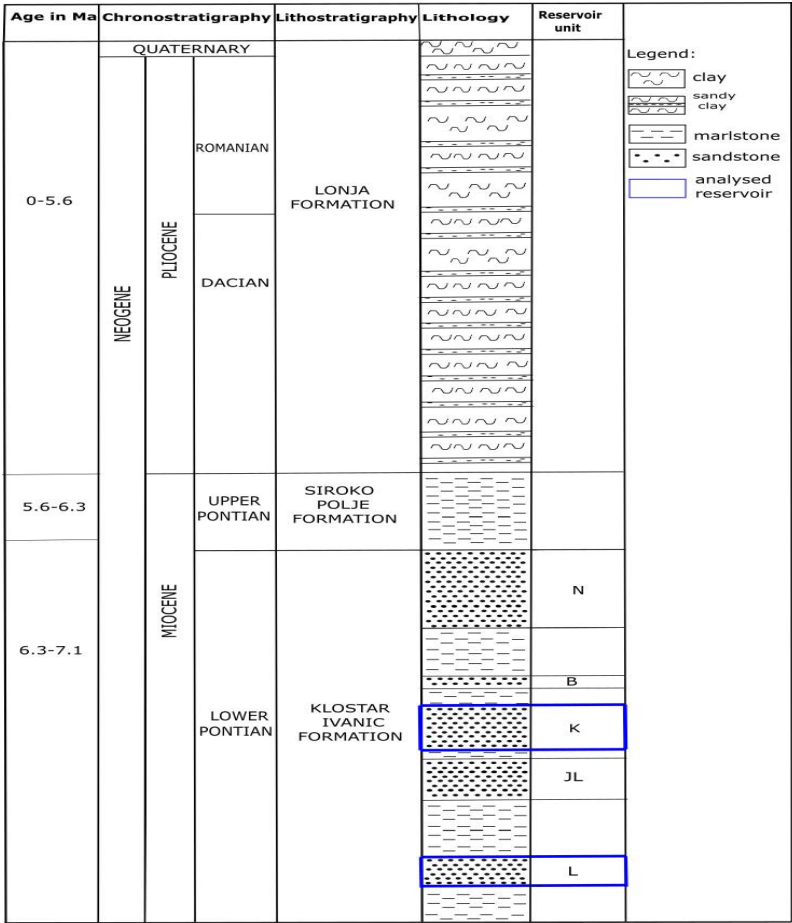 Age in Ma Chronostratigraphy Lithostratigraphy Lithology Reservoir
unit
QUATERNARY
NEOGENE
PLIOCENE
MIOCENE
ROMANIAN
DACIAN
UPPER
PONTIAN
LOWER
PONTIAN
0-5.6
5.6-6.3
6.3-7.1
LONJA
FORMATION
SIROKO
POLJE
FORMATION
KLOSTAR
IVANIC
FORMATION
N
B
K
JL
L
Legend:
clay
sandy
clay
marlstone
sandstone
analysed
reservoir